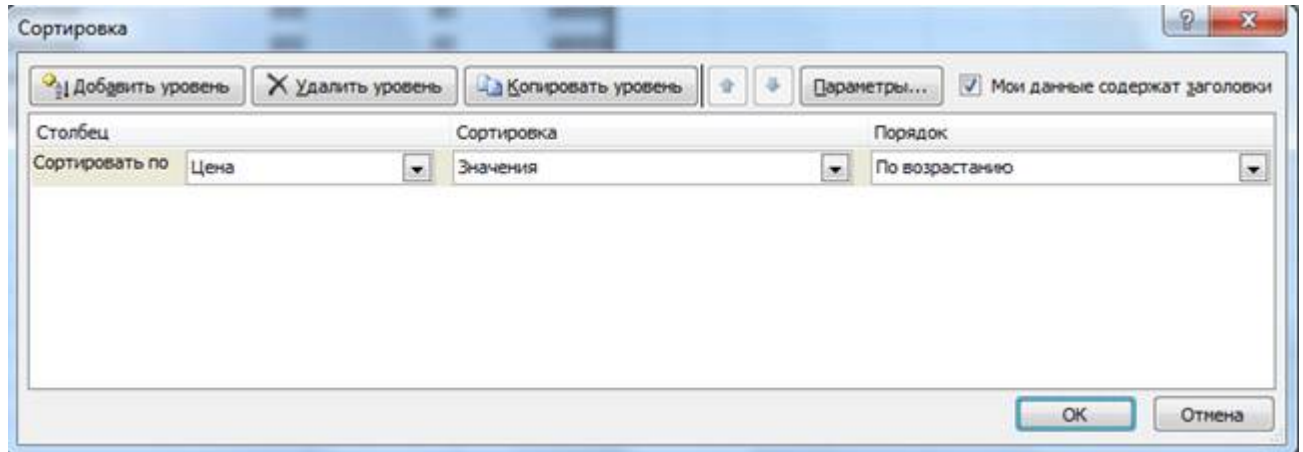 Сортировка
Добавить уровень Удалить уровень Копировать уровень Параметры... Мои данные содержат заголовки
Столбец Сортировка Порядок
Сортировать по Цена Значения По возрастанию
ОК Отмена